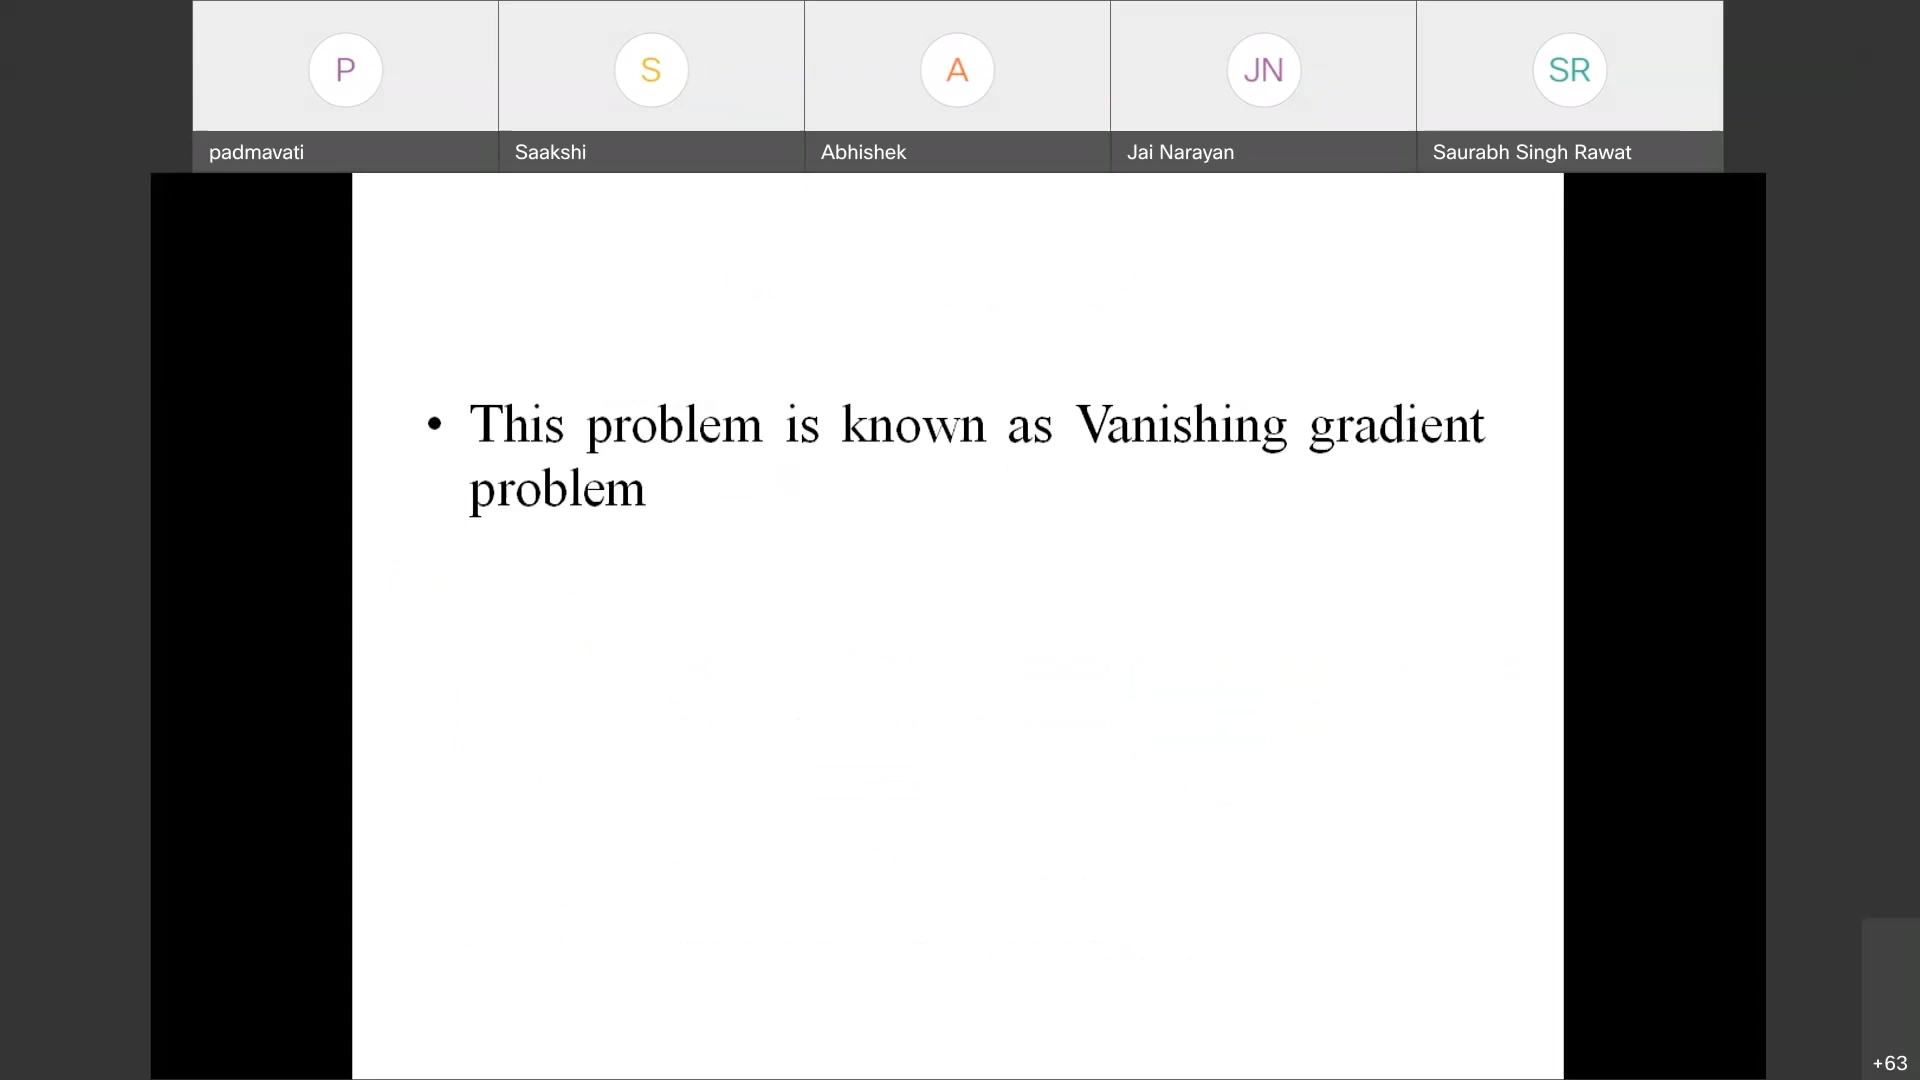 P
S
A
JN
SR
padmavati
Saakshi
Abhishek
Jai Narayan
Saurabh Singh Rawat
• This problem is known as Vanishing gradient
problem
+63